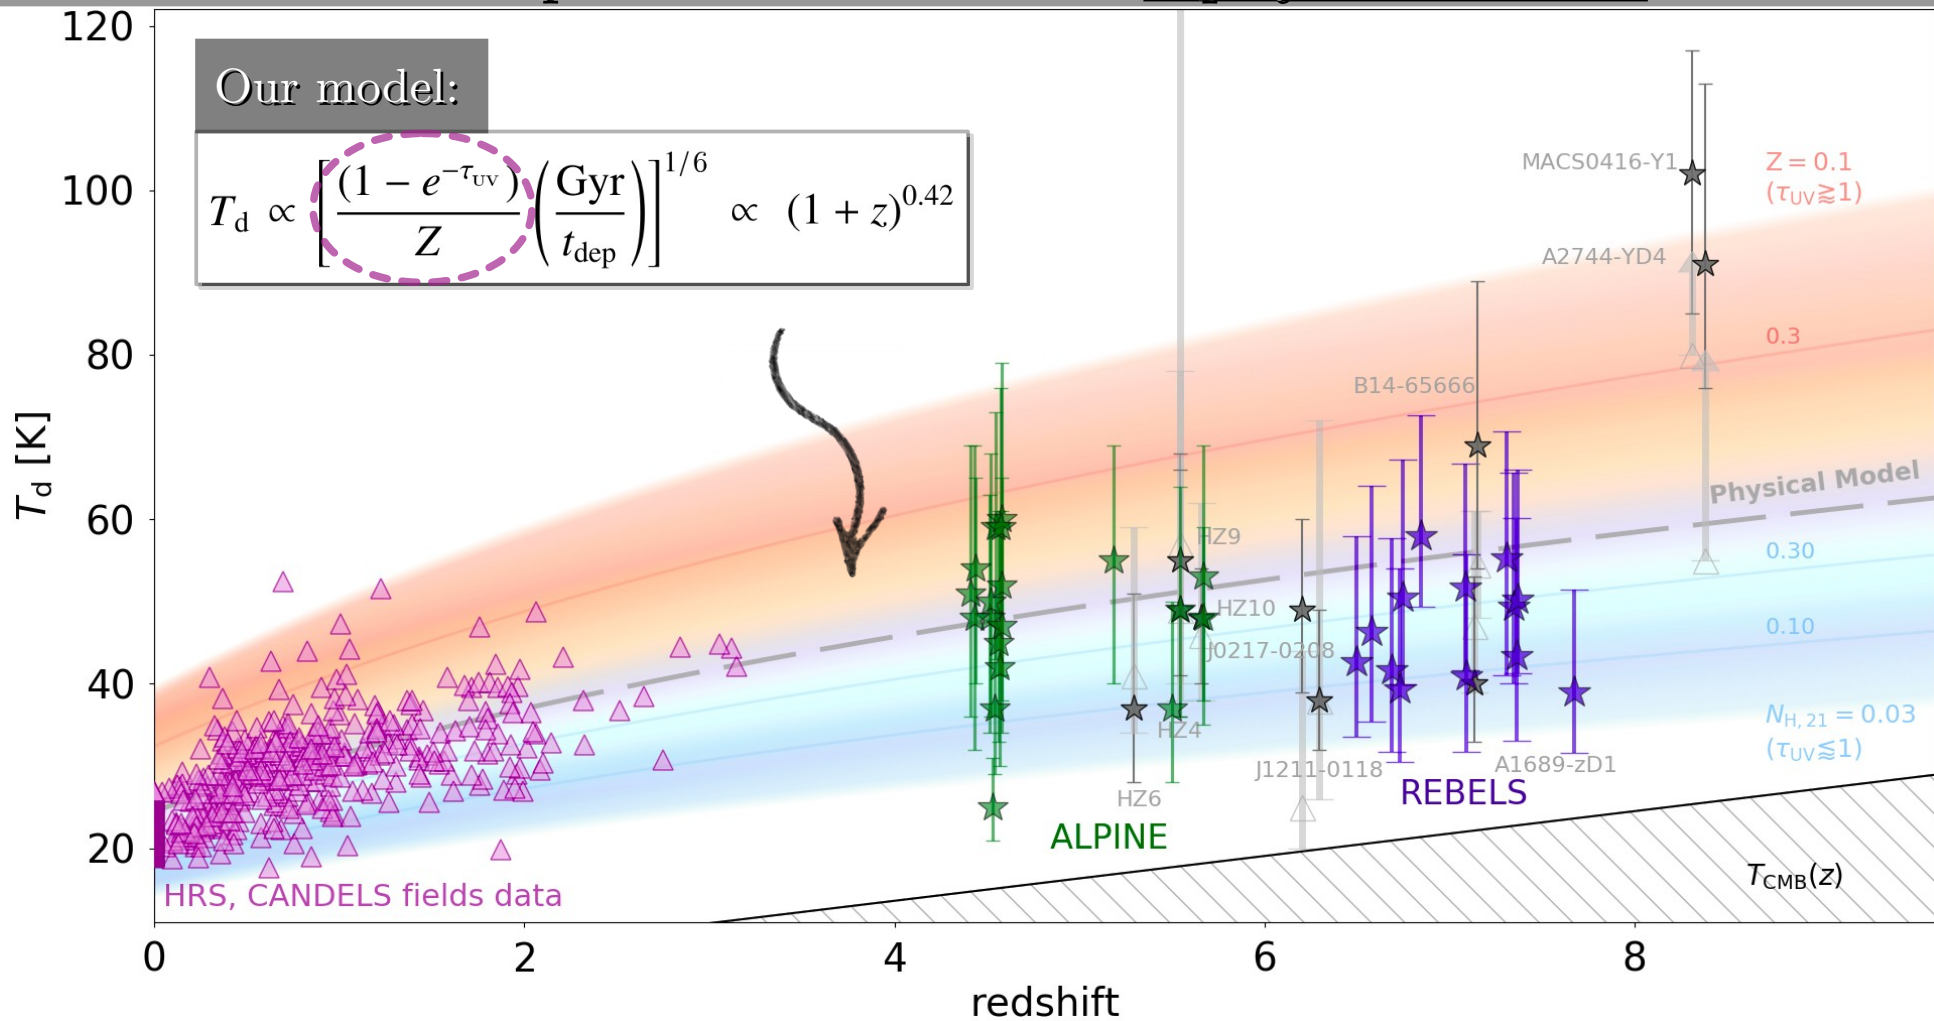 Our model:
T_d ∝ [(1 − e^{−τ_UV})/Z (Gyr/t_dep)]^{1/6} ∝ (1 + z)^{0.42}
120
100
80
60
40
20
T_d [K]
0
2
4
6
8
redshift
MACS0416-Y1
Z = 0.1
(τ_UV ≳ 1)
A2744-YD4
0.3
B14-65666
Physical Model
HZ9
0.30
HZ10
0.10
J0217-0208
N_{H, 21} = 0.03
(τ_UV ≲ 1)
HZ4
J1211-0118
A1689-zD1
HZ6
REBELS
ALPINE
T_CMB(z)
HRS, CANDELS fields data